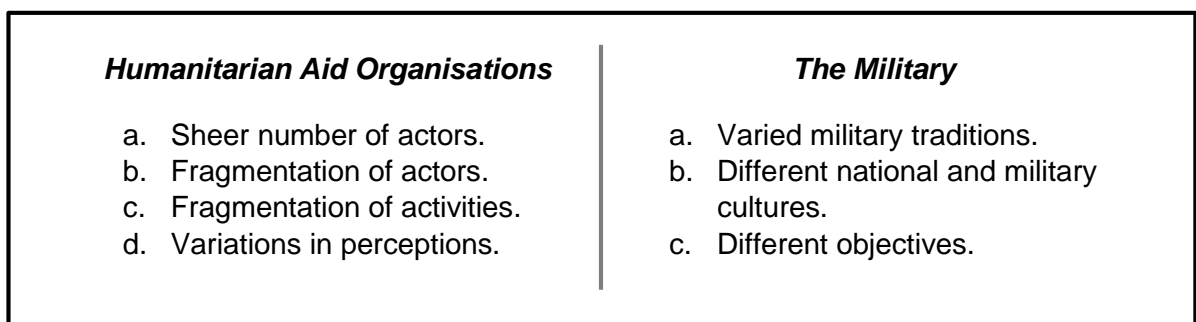 Humanitarian Aid Organisations
a. Sheer number of actors.
b. Fragmentation of actors.
c. Fragmentation of activities.
d. Variations in perceptions.
The Military
a. Varied military traditions.
b. Different national and military
cultures.
c. Different objectives.